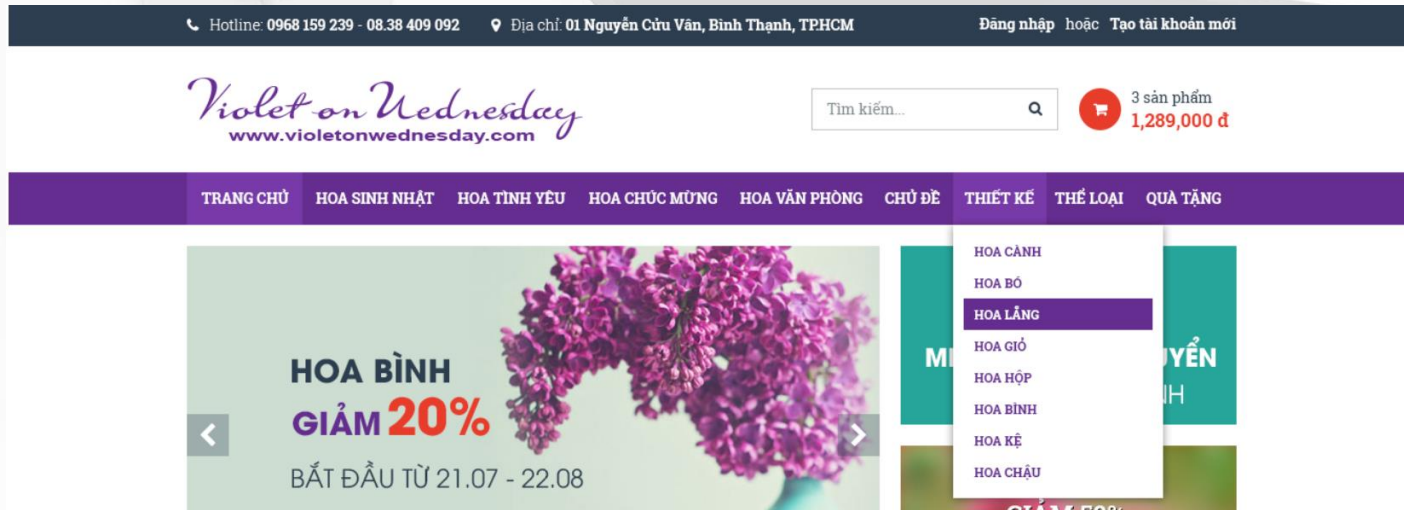 Hotline: 0968 159 239 - 08.38 409 092 Địa chỉ: 01 Nguyễn Cửu Vân, Bình Thạnh, TP.HCM Đăng nhập hoặc Tạo tài khoản mới
Violet on Wednesday
www.violetonwednesday.com
Tìm kiếm...
3 sản phẩm
1,289,000 đ
TRANG CHỦ HOA SINH NHẬT HOA TÌNH YÊU HOA CHÚC MỪNG HOA VĂN PHÒNG CHỦ ĐỀ THIẾT KẾ THỂ LOẠI QUÀ TẶNG
HOA CÀNH
HOA BÓ
HOA LẴNG
HOA GIỎ
HOA HỘP
HOA BÌNH
HOA KỆ
HOA CHẬU
HOA BÌNH
GIẢM 20%
BẮT ĐẦU TỪ 21.07 - 22.08